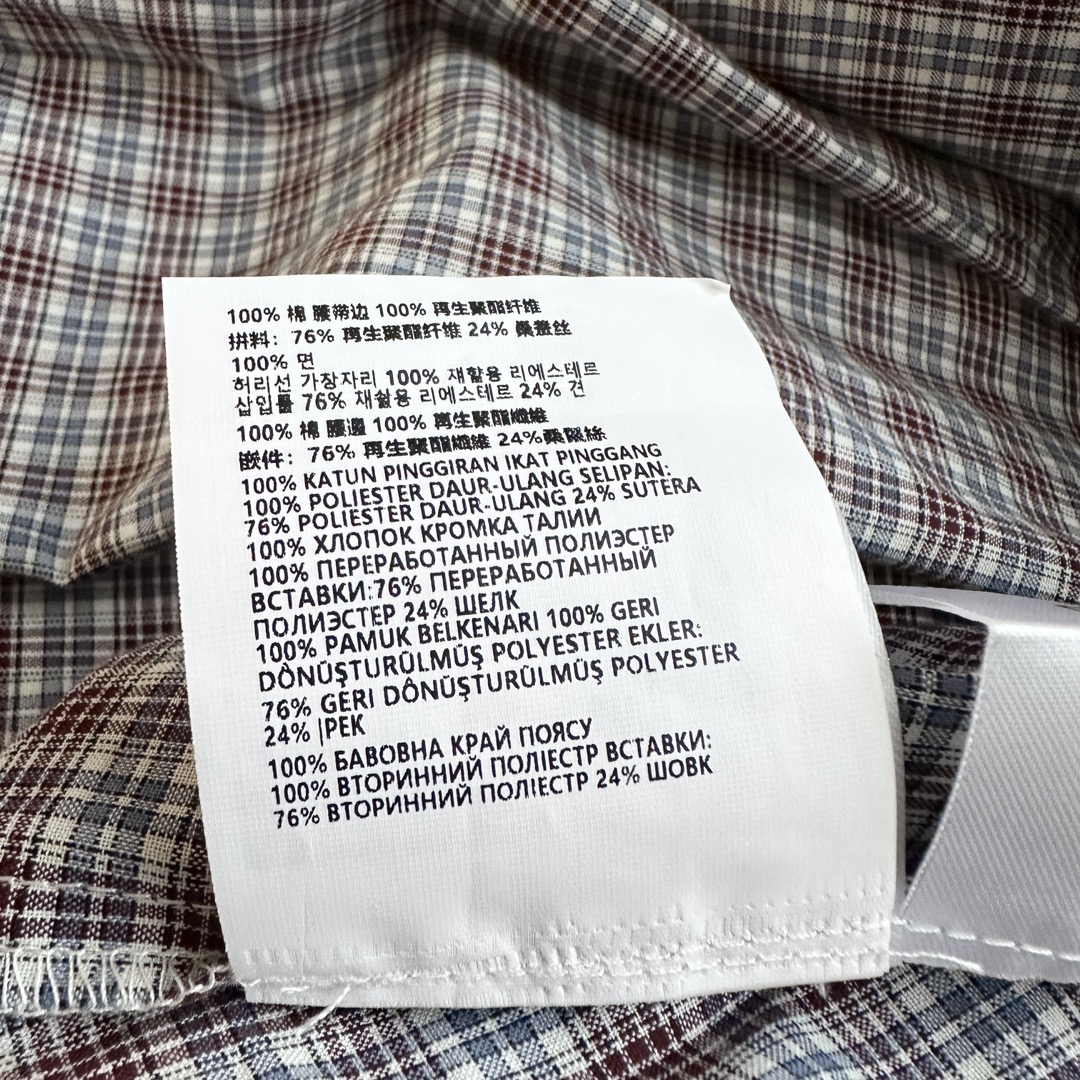 100% 棉 腰带边 100% 再生聚酯纤维
拼料：76% 再生聚酯纤维 24% 桑蚕丝
100% 면
허리선 가장자리 100% 재활용 리에스테르
삽입률 76% 재쉴용 리에스테르 24% 견
100% 棉 腰邊 100% 再生聚酯纖維
嵌件：76% 再生聚酯纖維 24%桑蠶絲
100% KATUN PINGGIRAN IKAT PINGGANG
100% POLIESTER DAUR-ULANG SELIPAN:
76% POLIESTER DAUR-ULANG 24% SUTERA
100% ХЛОПОК КРОМКА ТАЛИИ
100% ПЕРЕРАБОТАННЫЙ ПОЛИЭСТЕР
ВСТАВКИ:76% ПЕРЕРАБОТАННЫЙ
ПОЛИЭСТЕР 24% ШЕЛК
100% PAMUK BELKENARI 100% GERI
DÖNÜŞTURÛLMÜŞ POLYESTER EKLER:
76% GERI DÔNÜŞTURÛLMÜŞ POLYESTER
24% |PEK
100% БАВОВНА КРАЙ ПОЯСУ
100% ВТОРИННИЙ ПОЛІЕСТР ВСТАВКИ:
76% ВТОРИННИЙ ПОЛІЕСТР 24% ШОВК